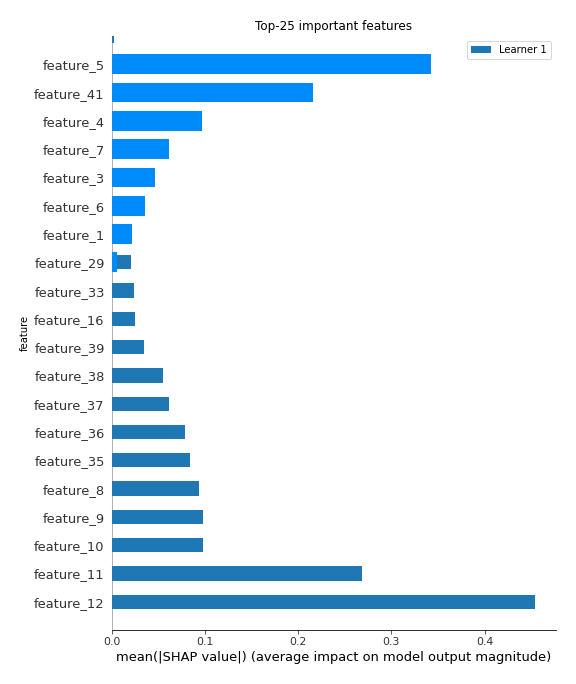 Top-25 important features
Learner 1
feature_5
feature_41
feature_4
feature_7
feature_3
feature_6
feature_1
feature_29
feature_33
feature_16
feature_39
feature_38
feature_37
feature_36
feature_35
feature_8
feature_9
feature_10
feature_11
feature_12
feature
0.0 0.1 0.2 0.3 0.4
mean(|SHAP value|) (average impact on model output magnitude)